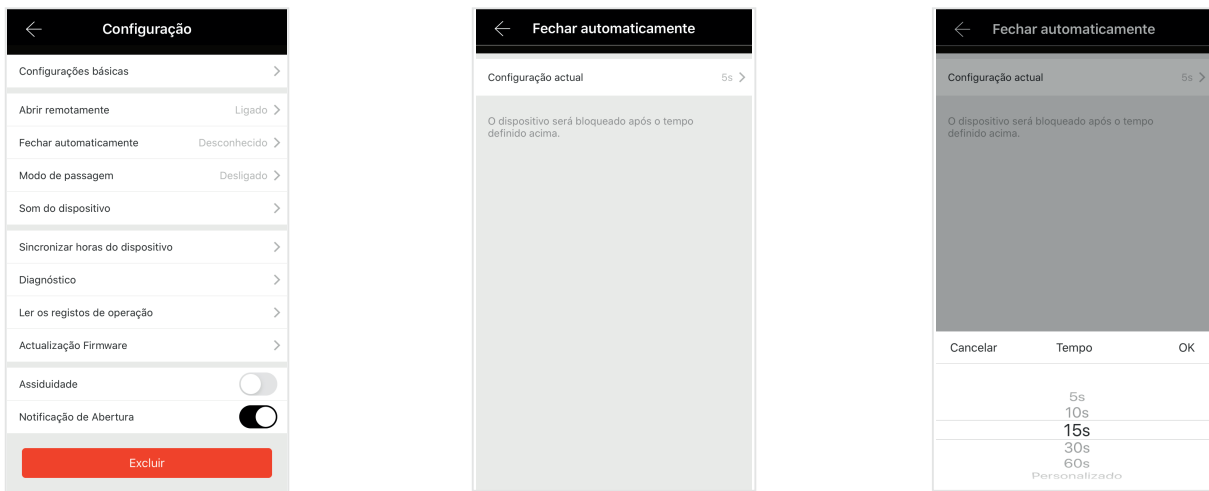 Configuração
Configurações básicas
Abrir remotamente Ligado
Fechar automaticamente Desconhecido
Modo de passagem Desligado
Som do dispositivo
Sincronizar horas do dispositivo
Diagnóstico
Ler os registos de operação
Actualização Firmware
Assiduidade
Notificação de Abertura
Excluir
Fechar automaticamente
Configuração actual 5s
O dispositivo será bloqueado após o tempo
definido acima.
Fechar automaticamente
Configuração actual 5s
O dispositivo será bloqueado após o tempo
definido acima.
Cancelar Tempo OK
5s
10s
15s
30s
60s
Personalizado